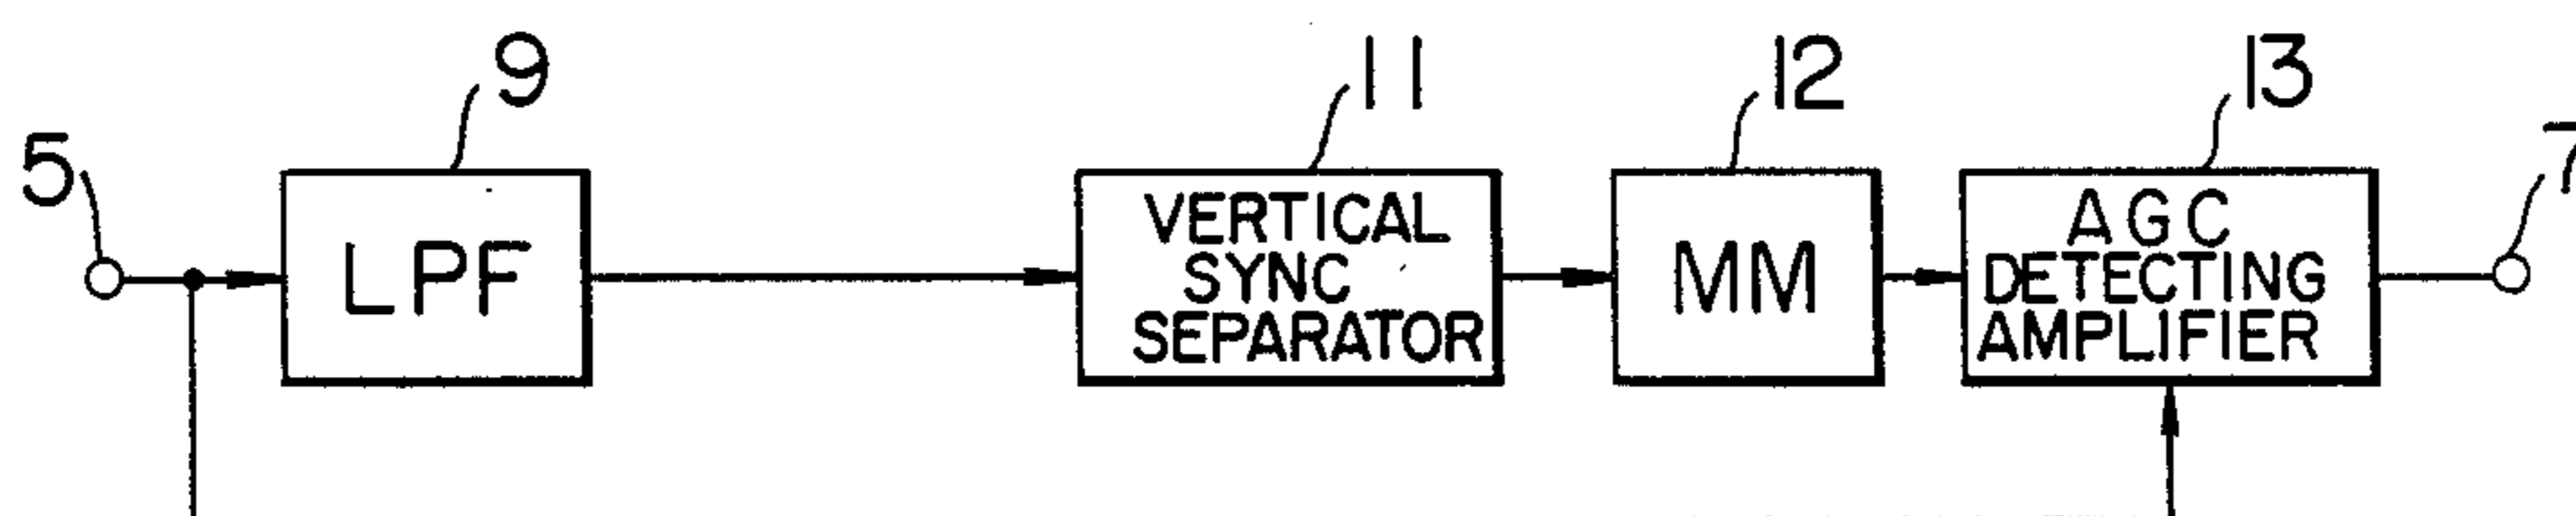 9
11
12
13
5
7
LPF
VERTICAL
SYNC
SEPARATOR
MM
AGC
DETECTING
AMPLIFIER